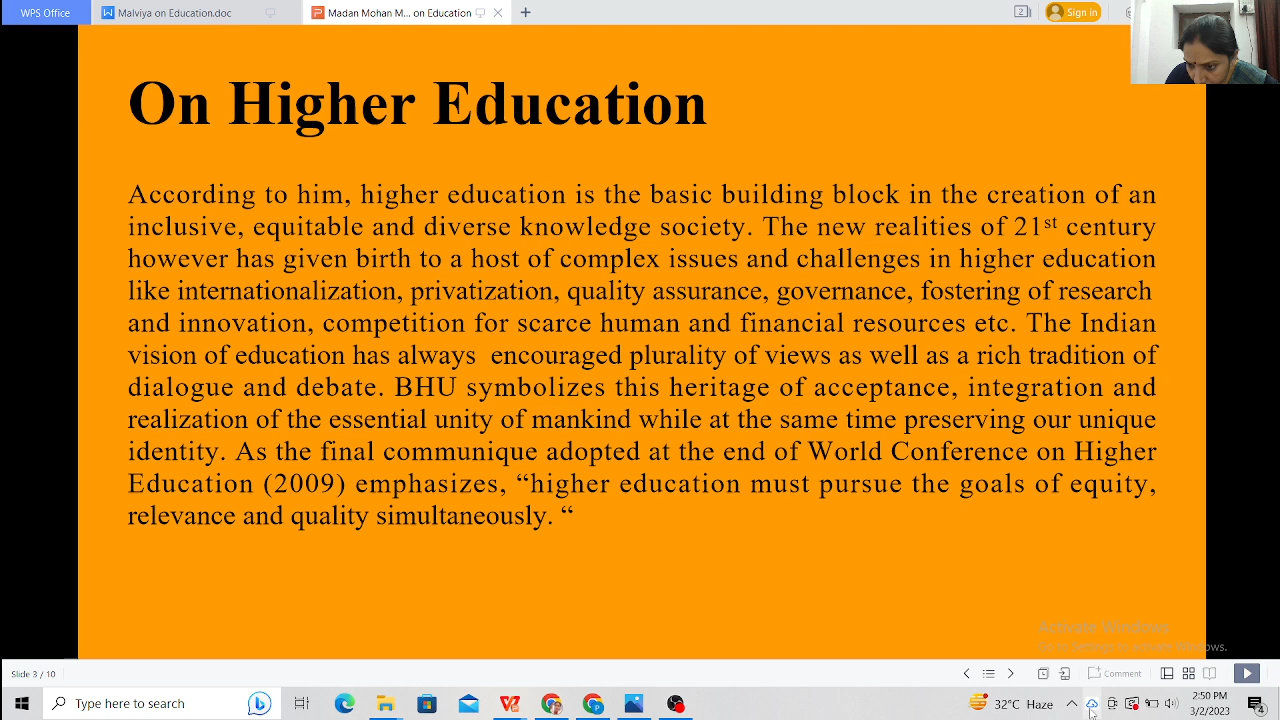 WPS Office
Malviya on Education.doc
Madan Mohan M... on Education
Sign in
On Higher Education
According to him, higher education is the basic building block in the creation of an
inclusive, equitable and diverse knowledge society. The new realities of 21st century
however has given birth to a host of complex issues and challenges in higher education
like internationalization, privatization, quality assurance, governance, fostering of research
and innovation, competition for scarce human and financial resources etc. The Indian
vision of education has always encouraged plurality of views as well as a rich tradition of
dialogue and debate. BHU symbolizes this heritage of acceptance, integration and
realization of the essential unity of mankind while at the same time preserving our unique
identity. As the final communique adopted at the end of World Conference on Higher
Education (2009) emphasizes, “higher education must pursue the goals of equity,
relevance and quality simultaneously. “
Activate Windows
Go to Settings to activate Windows.
Slide 3 / 10
Comment
Type here to search
32°C Haze
2:50 PM
3/2/2023